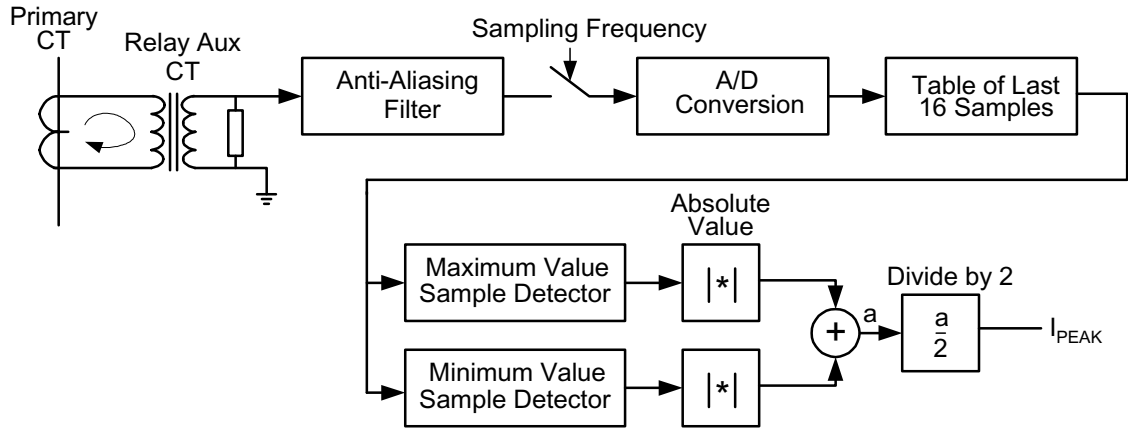 Primary
CT
Relay Aux
CT
Anti-Aliasing
Filter
Sampling Frequency
A/D
Conversion
Table of Last
16 Samples
Maximum Value
Sample Detector
Absolute
Value
|*|
Minimum Value
Sample Detector
|*|
+
a
Divide by 2
a
2
IPEAK